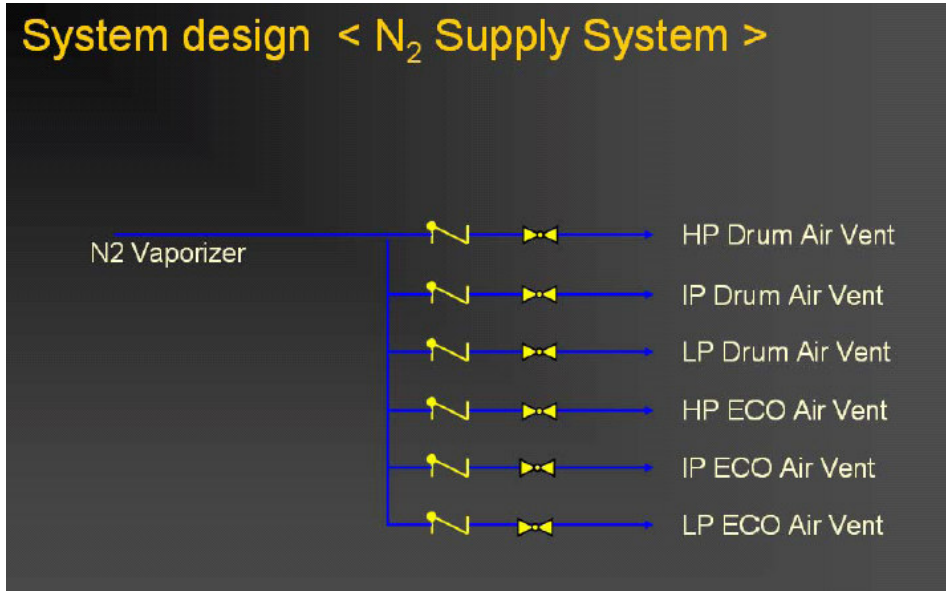 System design < N₂ Supply System >
N2 Vaporizer
HP Drum Air Vent
IP Drum Air Vent
LP Drum Air Vent
HP ECO Air Vent
IP ECO Air Vent
LP ECO Air Vent